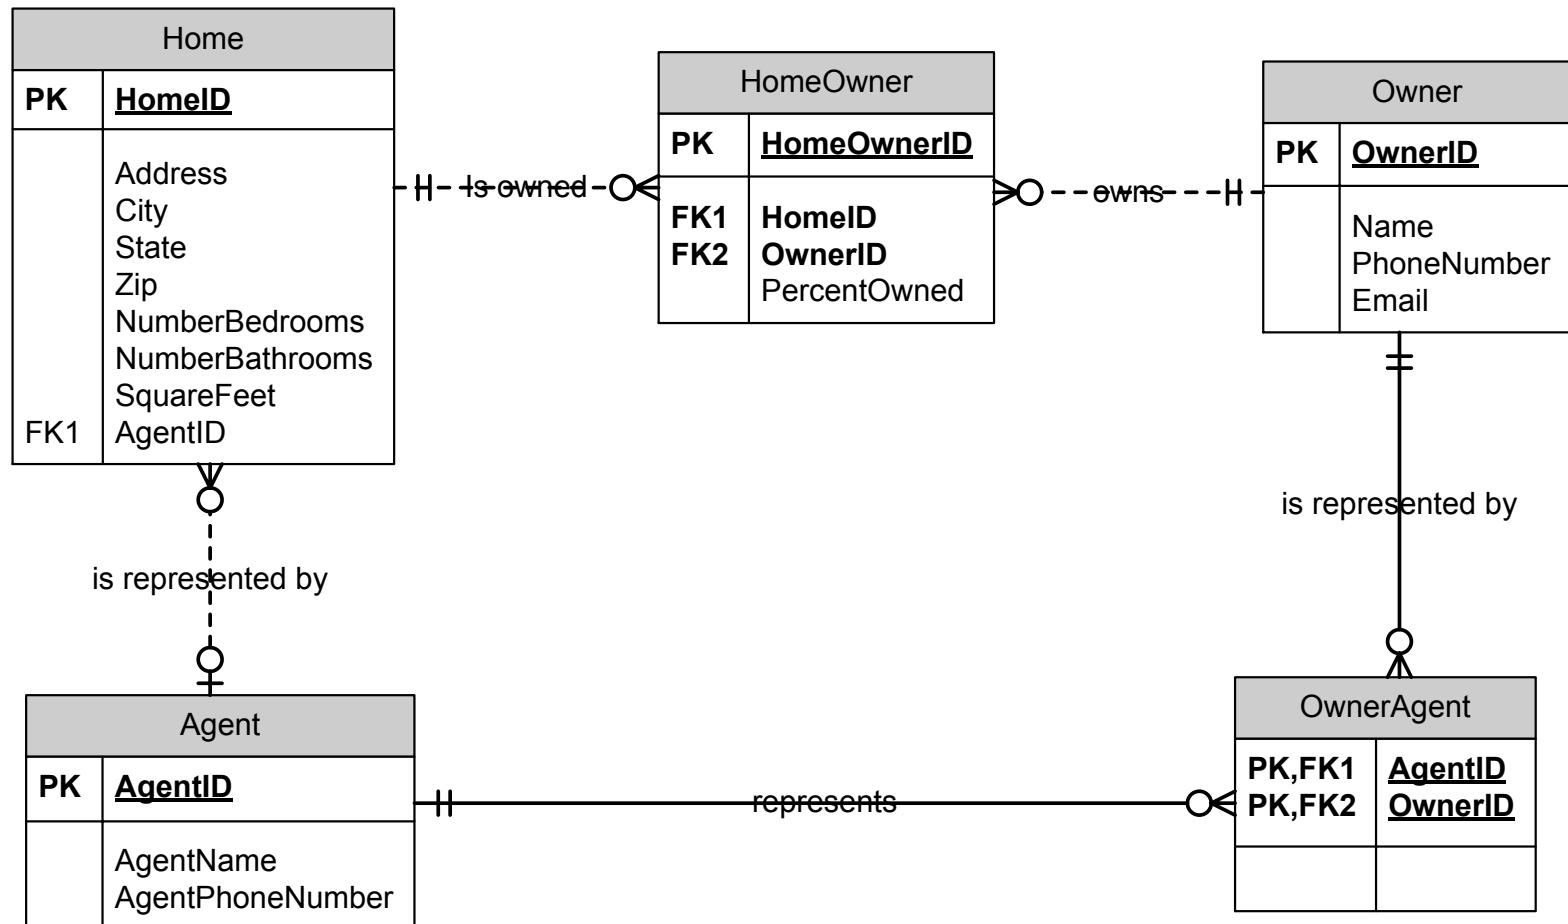 Home
PK HomeID
Address
City
State
Zip
NumberBedrooms
NumberBathrooms
SquareFeet
FK1 AgentID
Is owned
HomeOwner
PK HomeOwnerID
FK1 HomeID
FK2 OwnerID
PercentOwned
owns
Owner
PK OwnerID
Name
PhoneNumber
Email
is represented by
is represented by
Agent
PK AgentID
AgentName
AgentPhoneNumber
represents
OwnerAgent
PK,FK1 AgentID
PK,FK2 OwnerID